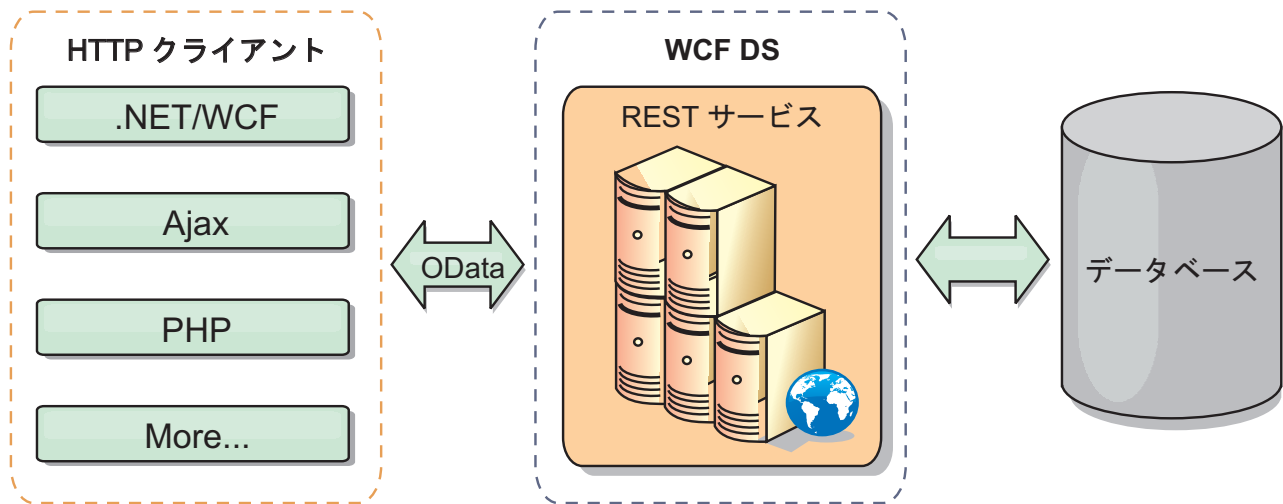 HTTP クライアント
.NET/WCF
Ajax
PHP
More...
OData
WCF DS
REST サービス
データベース